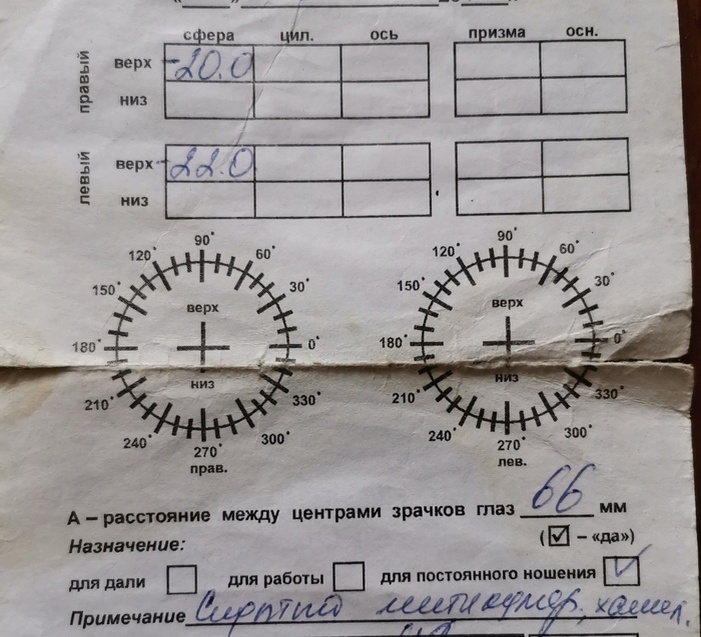 сфера цил. ось призма осн.
правый
верх -20.0
низ
левый
верх -22.0
низ
90° 60° 30° 0° 330° 300° 270° 240° 210° 180° 150° 120°
верх
низ
прав.
90° 60° 30° 0° 330° 300° 270° 240° 210° 180° 150° 120°
верх
низ
лев.
А – расстояние между центрами зрачков глаз 66 мм
Назначение: (☑ – «да»)
для дали ☐ для работы ☐ для постоянного ношения ☑
Примечание